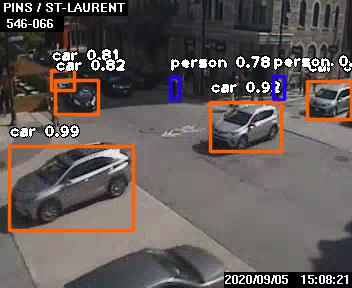 PINS / ST-LAURENT
546-066
car 0.81
car 0.82
person 0.78
person 0.
car
car 0.99
2020/09/05 15:08:21